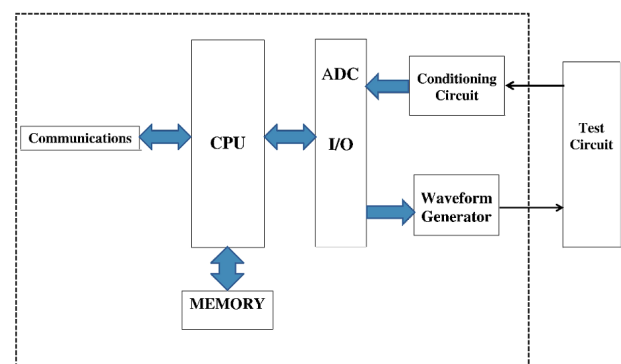 ADC
Conditioning
Circuit
Communications
CPU
I/O
Test
Circuit
Waveform
Generator
MEMORY